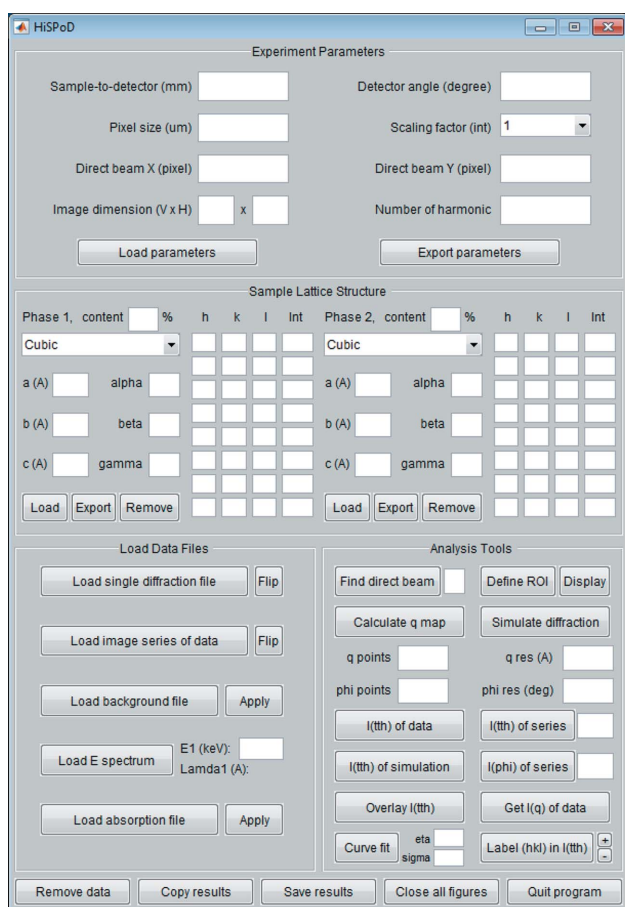 HiSPoD
Experiment Parameters
Sample-to-detector (mm) Detector angle (degree)
Pixel size (um) Scaling factor (int) 1
Direct beam X (pixel) Direct beam Y (pixel)
Image dimension (V x H) x Number of harmonic
Load parameters Export parameters
Sample Lattice Structure
Phase 1, content % h k l Int Phase 2, content % h k l Int
Cubic Cubic
a (A) alpha a (A) alpha
b (A) beta b (A) beta
c (A) gamma c (A) gamma
Load Export Remove Load Export Remove
Load Data Files
Load single diffraction file Flip
Load image series of data Flip
Load background file Apply
Load E spectrum E1 (keV):
Lamda1 (A):
Load absorption file Apply
Analysis Tools
Find direct beam Define ROI Display
Calculate q map Simulate diffraction
q points q res (A)
phi points phi res (deg)
I(tth) of data I(tth) of series
I(tth) of simulation I(phi) of series
Overlay I(tth) Get I(q) of data
Curve fit eta Label (hkl) in I(tth) +
sigma -
Remove data Copy results Save results Close all figures Quit program